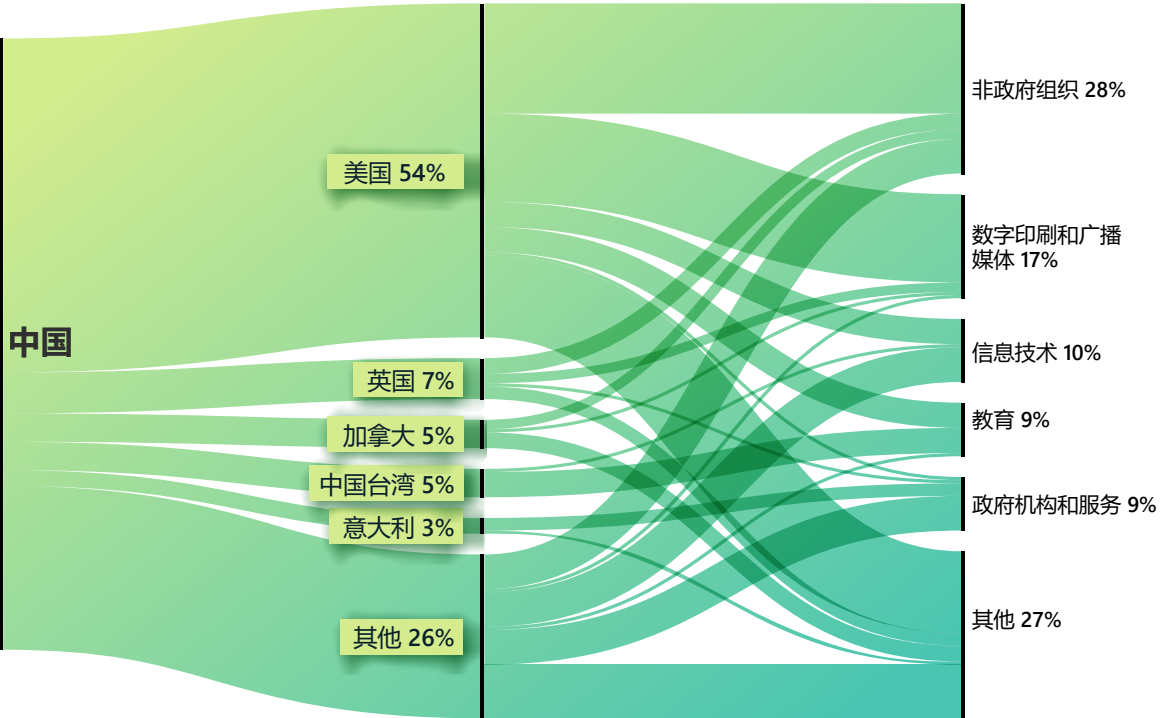 中国
美国 54%
英国 7%
加拿大 5%
中国台湾 5%
意大利 3%
其他 26%
非政府组织 28%
数字印刷和广播
媒体 17%
信息技术 10%
教育 9%
政府机构和服务 9%
其他 27%